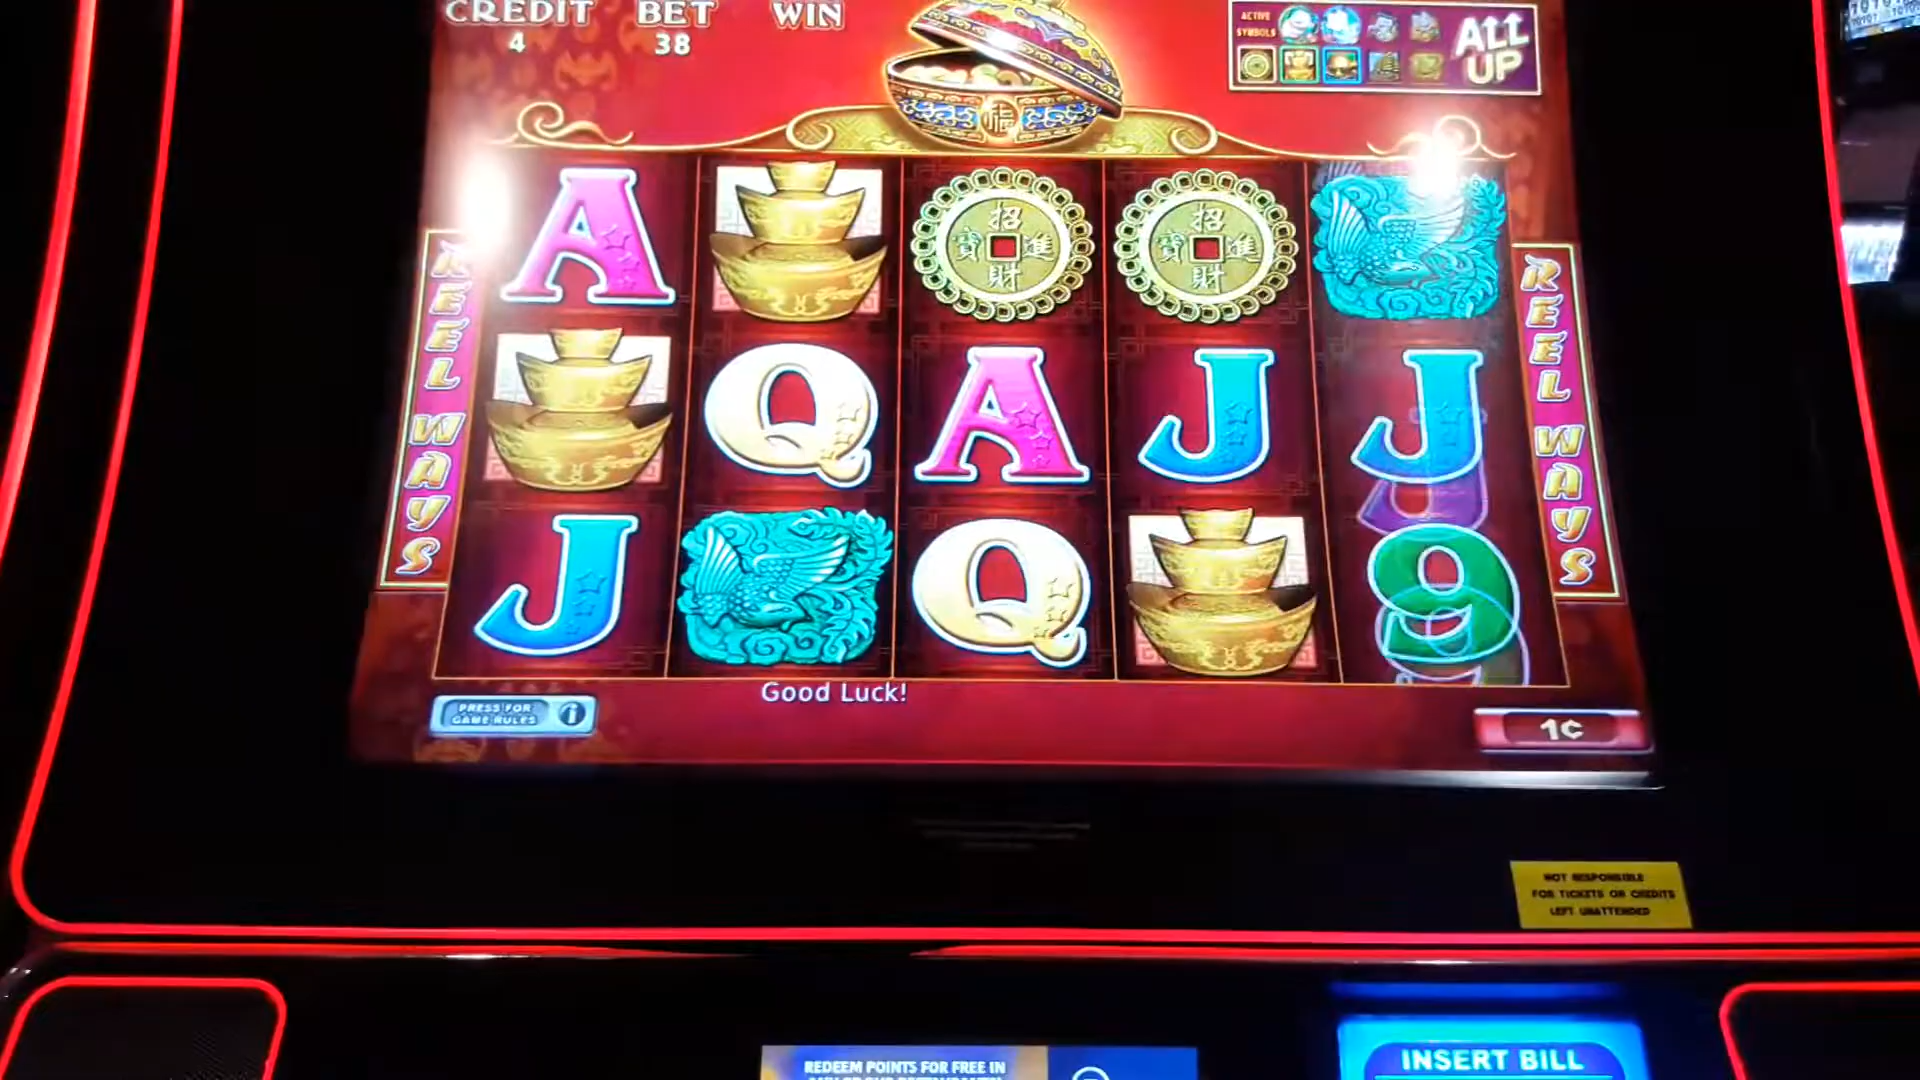 CREDIT BET WIN
4 38
ACTIVE
SYMBOLS
ALL
UP
福
REEL WAYS
REEL WAYS
A
招
寶 進
財
招
寶 進
財
Q A J J
J Q 9
Good Luck!
PRESS FOR
GAME RULES i
1¢
NOT RESPONSIBLE
FOR TICKETS OR CREDITS
LEFT UNATTENDED
REDEEM POINTS FOR FREE IN
INSERT BILL